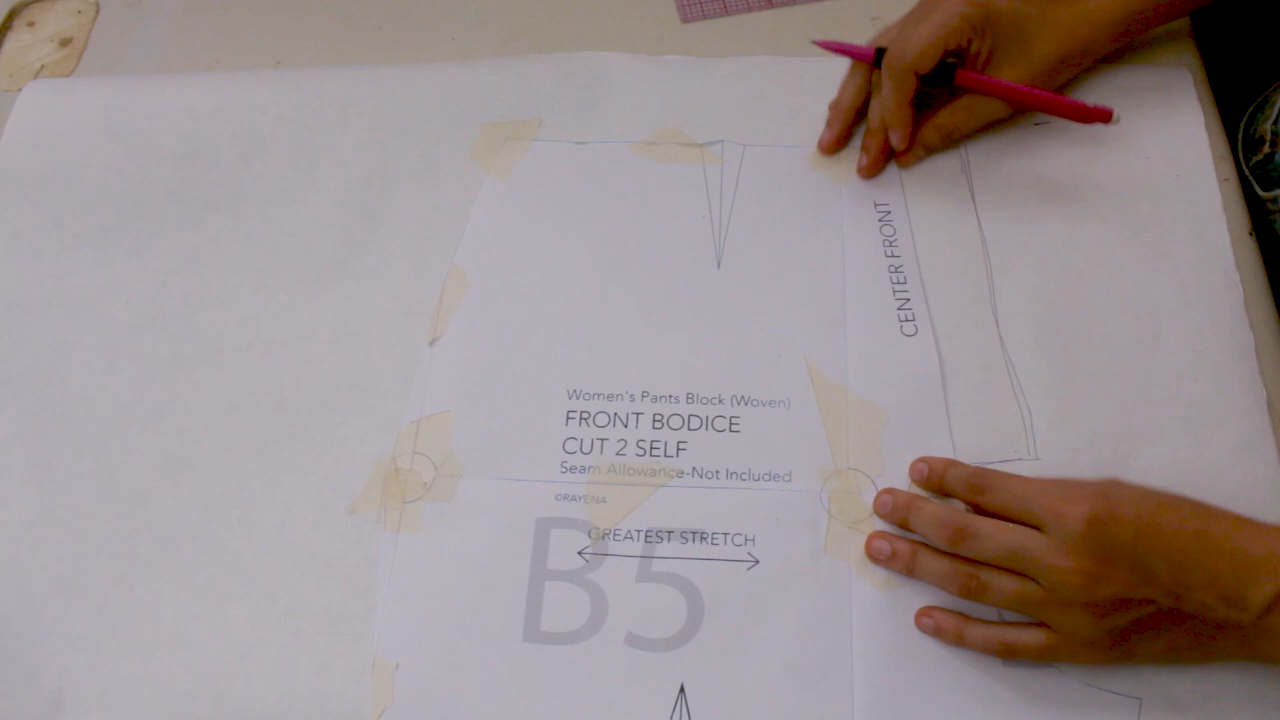 CENTER FRONT
Women's Pants Block (Woven)
FRONT BODICE
CUT 2 SELF
Seam Allowance-Not Included
©RAYENA
GREATEST STRETCH
B5